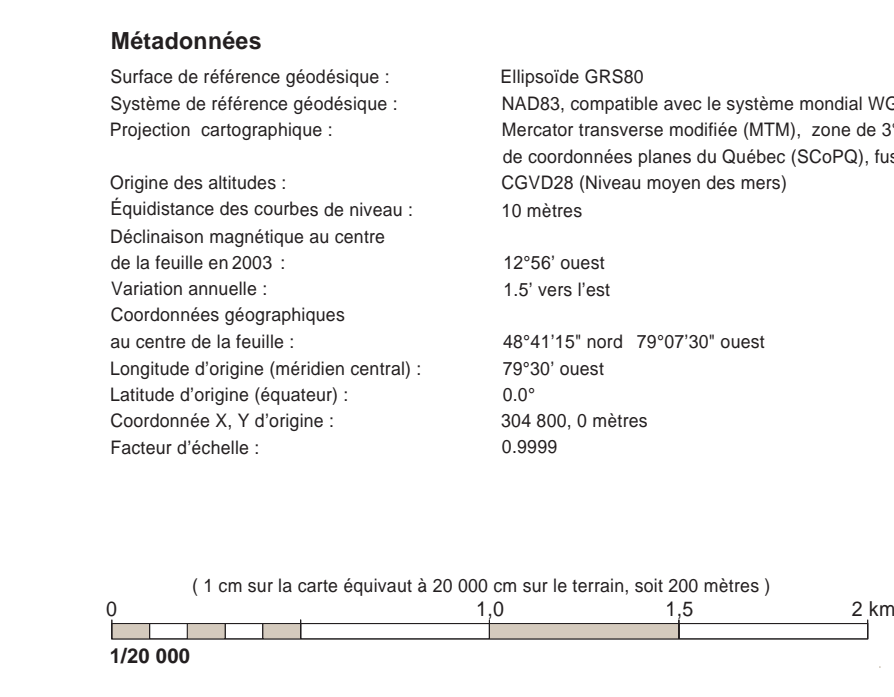 Métadonnées
Surface de référence géodésique : Ellipsoïde GRS80
Système de référence géodésique : NAD83, compatible avec le système mondial WG
Projection cartographique : Mercator transverse modifiée (MTM), zone de 3°
de coordonnées planes du Québec (SCoPQ), fus
Origine des altitudes : CGVD28 (Niveau moyen des mers)
Équidistance des courbes de niveau : 10 mètres
Déclinaison magnétique au centre
de la feuille en 2003 : 12°56’ ouest
Variation annuelle : 1.5’ vers l’est
Coordonnées géographiques
au centre de la feuille : 48°41’15" nord 79°07’30" ouest
Longitude d’origine (méridien central) : 79°30’ ouest
Latitude d’origine (équateur) : 0.0°
Coordonnée X, Y d’origine : 304 800, 0 mètres
Facteur d’échelle : 0.9999
( 1 cm sur la carte équivaut à 20 000 cm sur le terrain, soit 200 mètres )
0 1,0 1,5 2 km
1/20 000